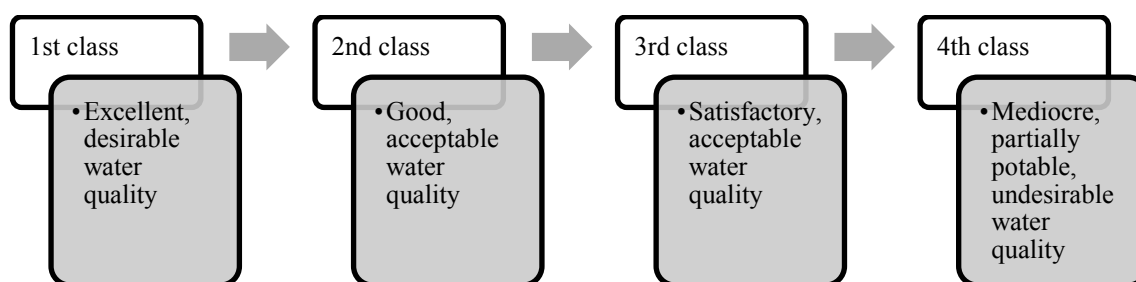 1st class
•Excellent,
desirable
water
quality
2nd class
•Good,
acceptable
water
quality
3rd class
•Satisfactory,
acceptable
water
quality
4th class
•Mediocre,
partially
potable,
undesirable
water
quality